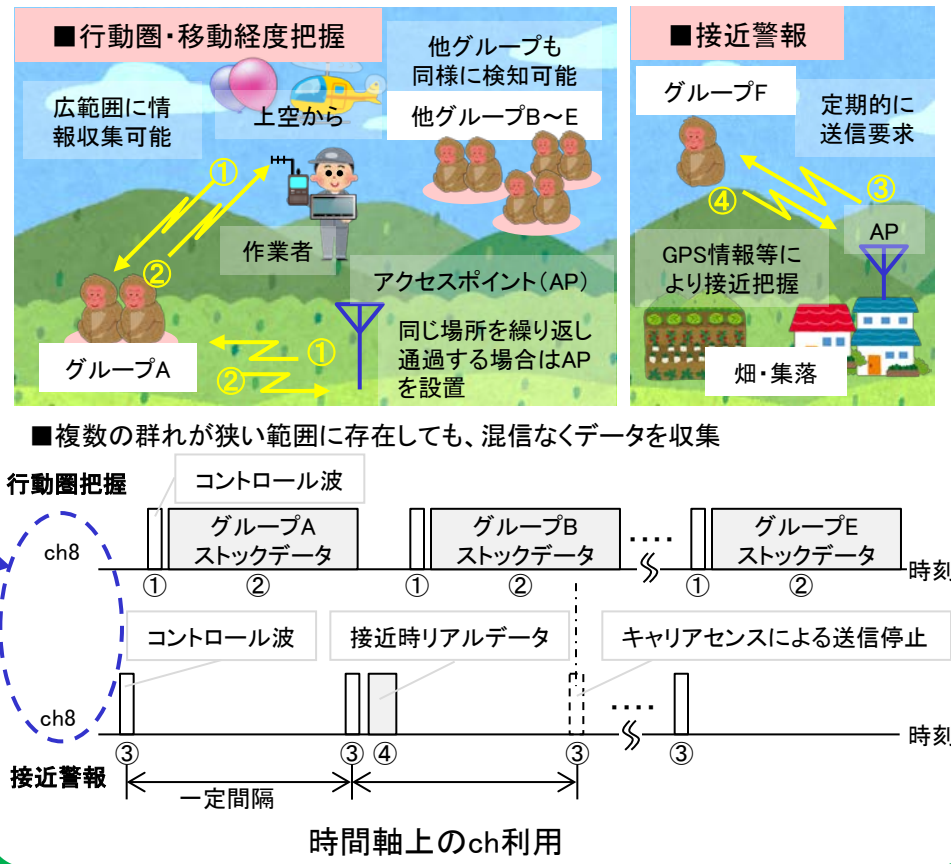 ■行動圏・移動経度把握
広範囲に情
報収集可能
上空から
他グループも
同様に検知可能
他グループB~E
①
②
作業者
グループA
アクセスポイント(AP)
①
②
同じ場所を繰り返し
通過する場合はAP
を設置
■接近警報
グループF
定期的に
送信要求
④
③
AP
GPS情報等に
より接近把握
畑・集落
■複数の群れが狭い範囲に存在しても、混信なくデータを収集
行動圏把握
コントロール波
ch8
グループA
ストックデータ
グループB
ストックデータ
････
グループE
ストックデータ
時刻
①
②
①
②
①
②
コントロール波
接近時リアルデータ
キャリアセンスによる送信停止
ch8
････
時刻
③
③
④
③
③
接近警報
一定間隔
時間軸上のch利用